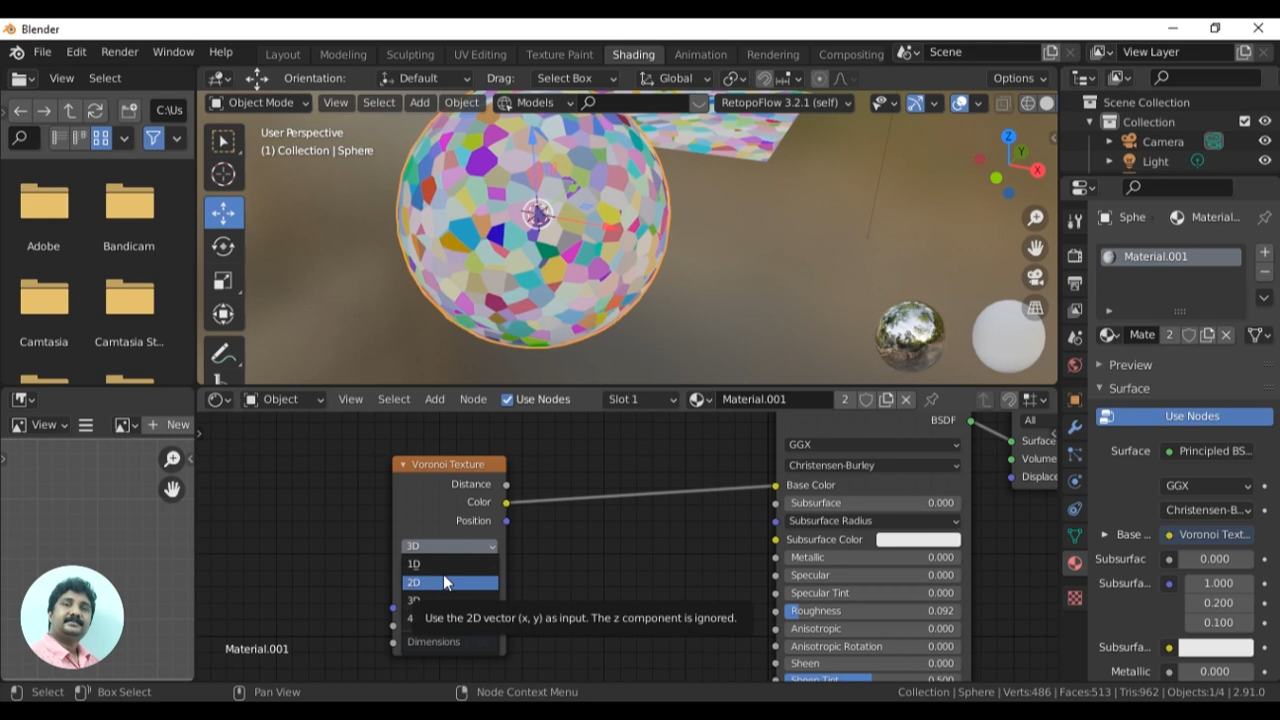 Blender
File Edit Render Window Help Layout Modeling Sculpting UV Editing Texture Paint Shading Animation Rendering Compositing Scene View Layer
View Select Orientation: Default Drag: Select Box Global Options
C:\Us Object Mode View Select Add Object Models RetopoFlow 3.2.1 (self)
Scene Collection
Collection
Camera
Light
User Perspective
(1) Collection | Sphere
Z
Y
X
Adobe Bandicam
Camtasia Camtasia St...
Sphe Material...
Material.001
Mate 2
Preview
Surface
Use Nodes
Surface Principled BS...
GGX
Christensen-B...
Base ... Voronoi Text...
Subsurfac 0.000
Subsurfa... 1.000
0.200
0.100
Subsurfa...
Metallic 0.000
View New
Object View Select Add Node Use Nodes Slot 1 Material.001 2
Voronoi Texture
Distance
Color
Position
3D
1D
2D
3D
4
Dimensions
Use the 2D vector (x, y) as input. The z component is ignored.
BSDF
GGX
Christensen-Burley
Base Color
Subsurface 0.000
Subsurface Radius
Subsurface Color
Metallic 0.000
Specular 0.000
Specular Tint 0.000
Roughness 0.092
Anisotropic 0.000
Anisotropic Rotation 0.000
Sheen 0.000
Sheen Tint 0.500
All
Surface
Volume
Displace
Material.001
Select Box Select Pan View Node Context Menu Collection | Sphere | Verts:486 | Faces:513 | Tris:962 | Objects:1/4 | 2.91.0